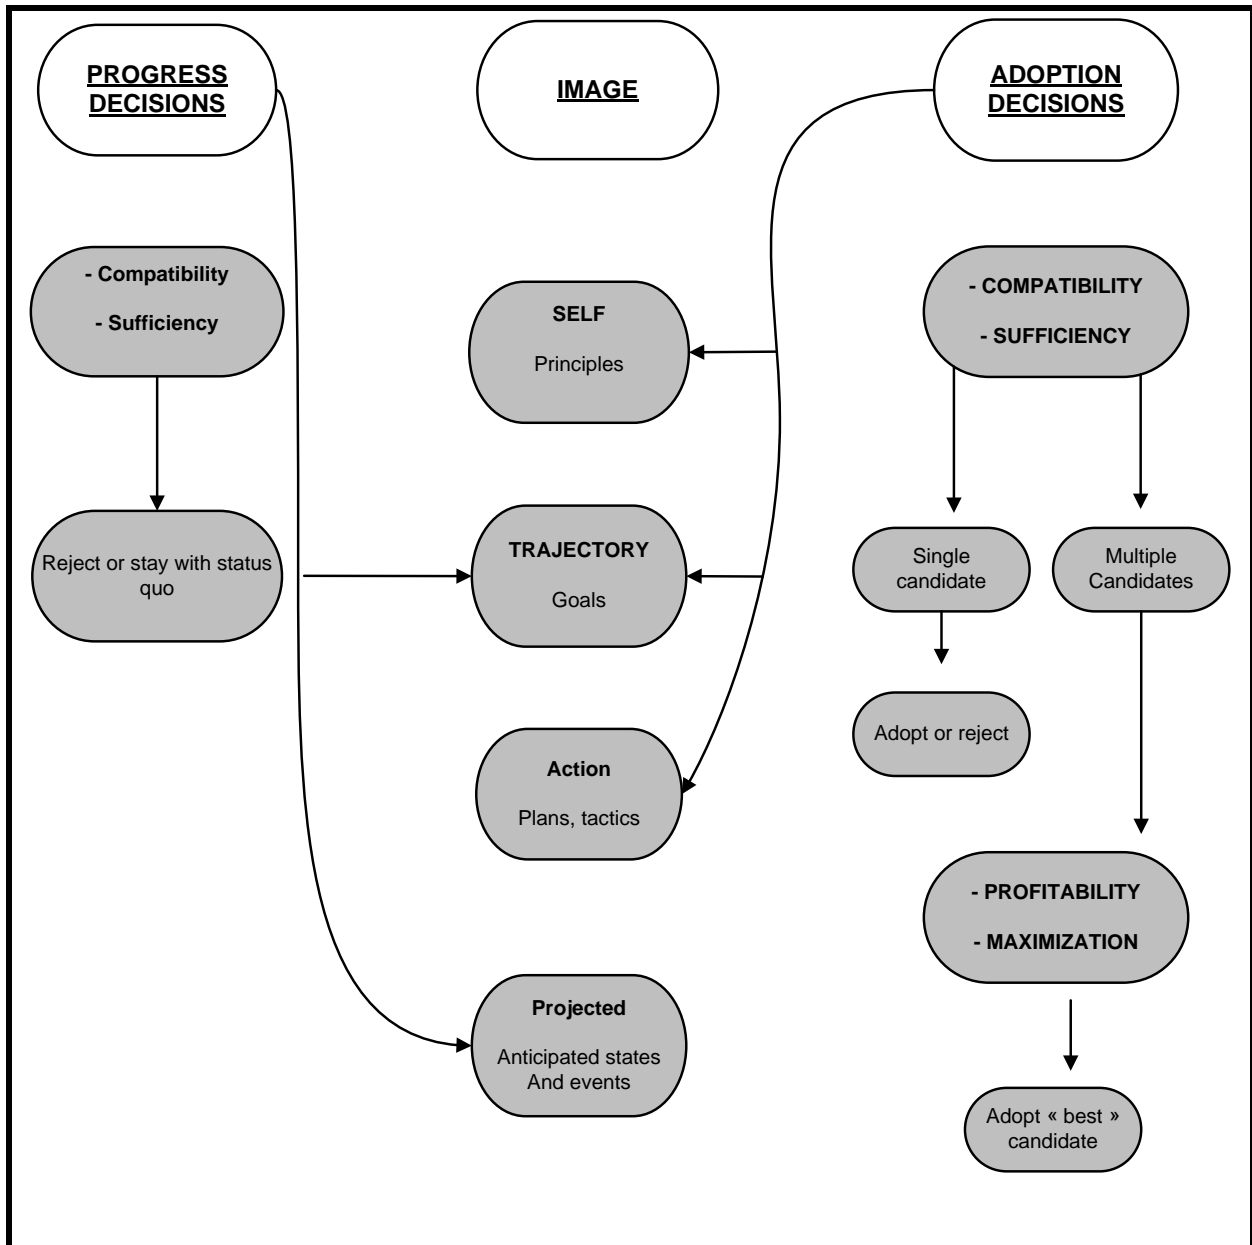 PROGRESS
DECISIONS
IMAGE
ADOPTION
DECISIONS
- Compatibility
- Sufficiency
Reject or stay with status
quo
SELF
Principles
TRAJECTORY
Goals
Action
Plans, tactics
Projected
Anticipated states
And events
- COMPATIBILITY
- SUFFICIENCY
Single
candidate
Multiple
Candidates
Adopt or reject
- PROFITABILITY
- MAXIMIZATION
Adopt « best »
candidate